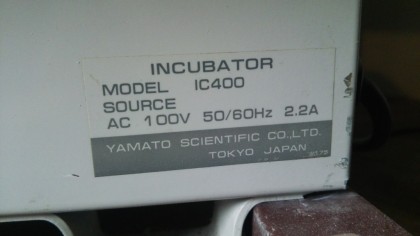 INCUBATOR
MODEL IC400
SOURCE
AC 100V 50/60Hz 2.2A
YAMATO SCIENTIFIC CO.,LTD.
TOKYO JAPAN